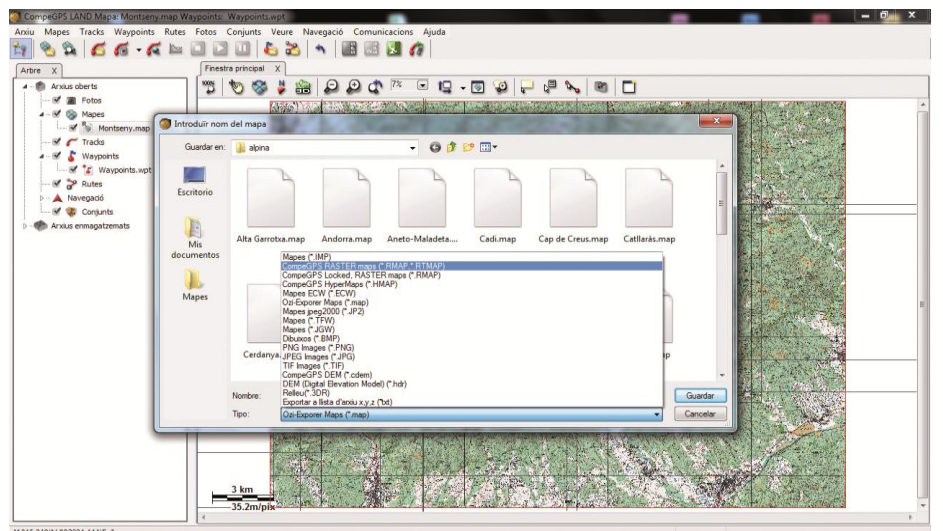 CompeGPS LAND Mapa: Montseny.map Waypoints: Waypoints.wpt
Arxiu Mapes Tracks Waypoints Rutes Fotos Conjunts Veure Navegació Comunicacions Ajuda
Arbre X
Finestra principal X
100%
7%
Arxius oberts
Fotos
Mapes
Montseny.map
Tracks
Waypoints
Waypoints.wpt
Rutes
Navegació
Conjunts
Arxius enmagatzemats
Introduïr nom del mapa
Guardar en: alpina
Escritorio
Mis documentos
Mapes
Alta Garrotxa.map Andorra.map Aneto-Maladeta.... Cadi.map Cap de Creus.map Catllaràs.map
Cerdanya.
Mapes (*.IMP)
CompeGPS RASTER maps (*.RMAP,*.RTMAP)
CompeGPS Locked, RASTER maps (*.RMAP)
CompeGPS HyperMaps (*.HMAP)
Mapes ECW (*.ECW)
Ozi-Exporer Maps (*.map)
Mapes jpeg2000 (*.JP2)
Mapes (*.TFW)
Mapes (*.JGW)
Dibuixos (*.BMP)
PNG Images (*.PNG)
JPEG Images (*.JPG)
TIF Images (*.TIF)
CompeGPS DEM (*.cdem)
DEM (Digital Elevation Model) (*.hdr)
Relleu(*.3DR)
Exportar a llista d'arxiu x,y,z (*txt)
Nombre:
Guardar
Tipo: Ozi-Exporer Maps (*.map)
Cancelar
3 km
35.2m/pix